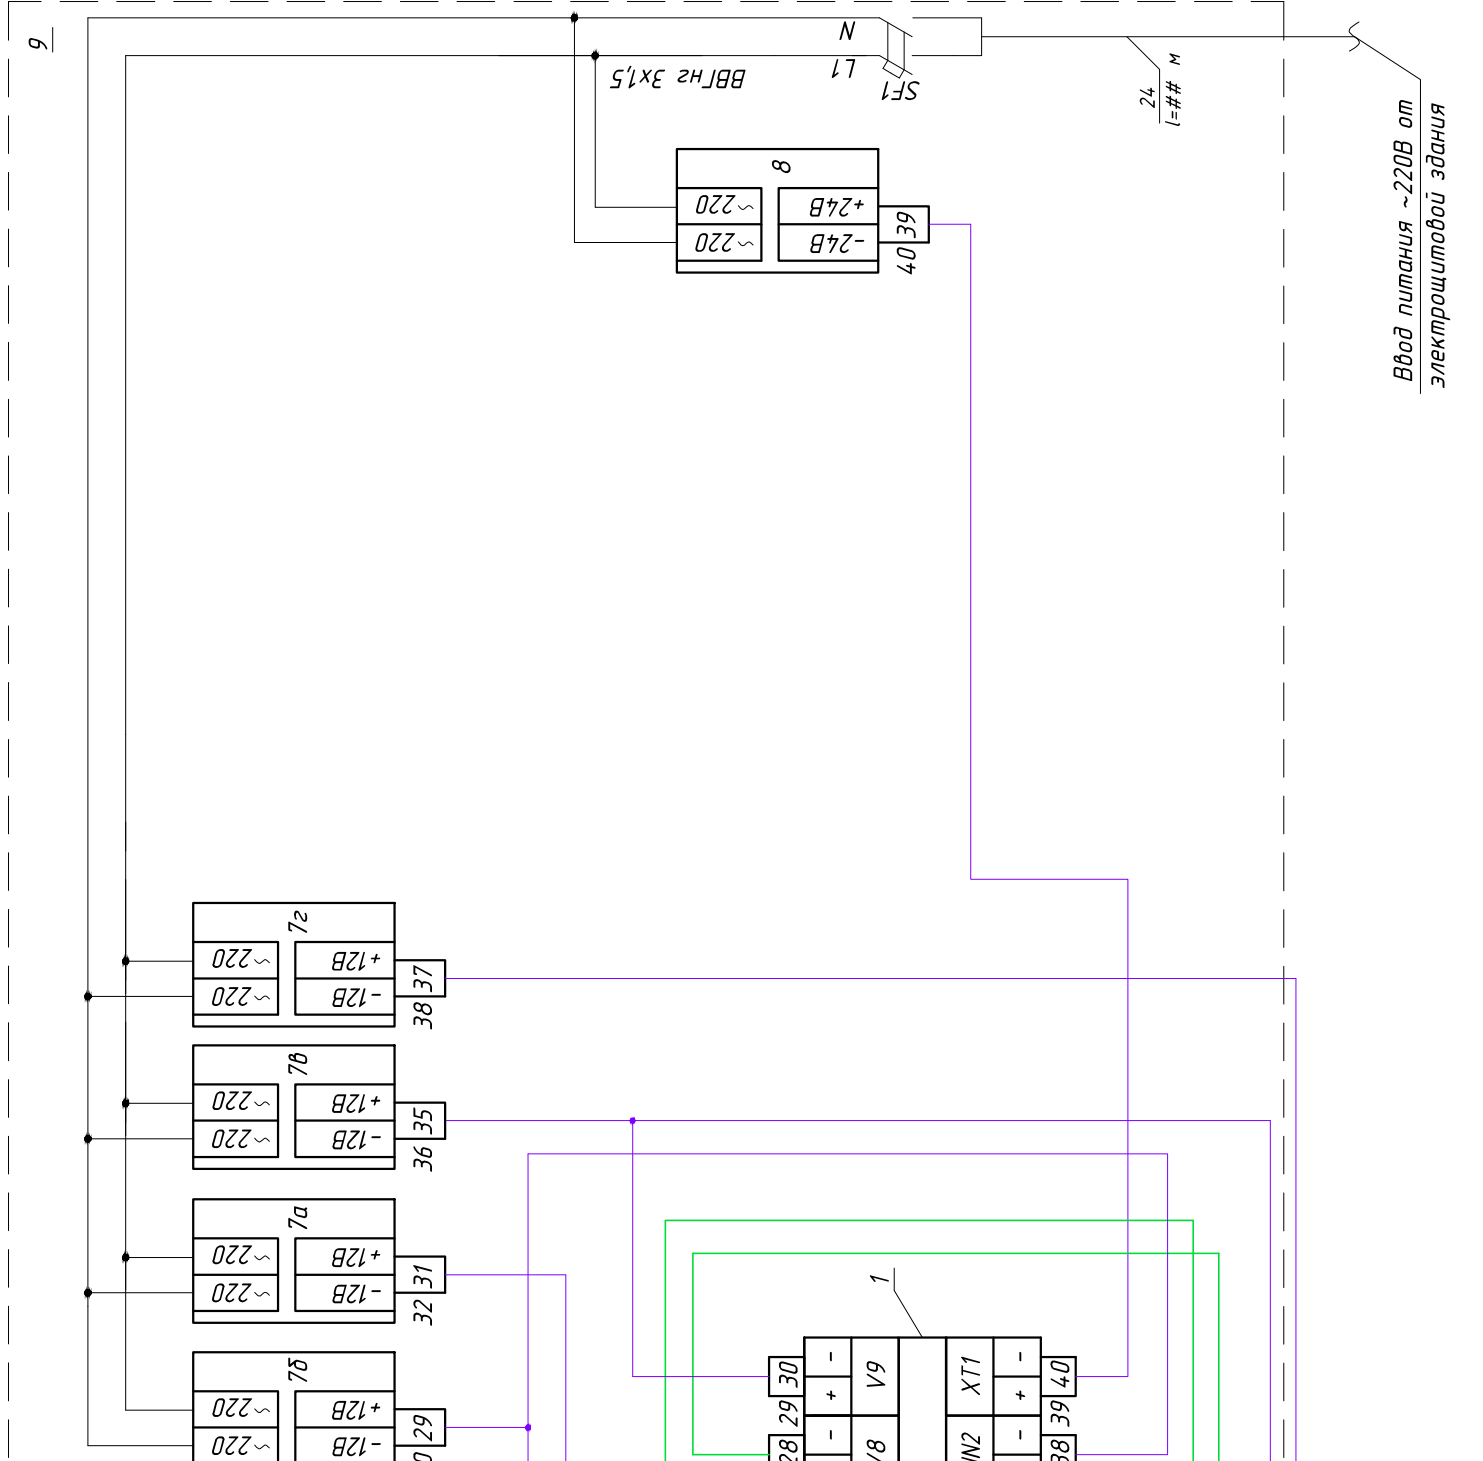 9
N
L1
ВВГнг 3х1,5
SF1
24
l=## м
Ввод питания ~220В от
электрощитовой здания
8
~220
+24В
39
~220
-24В
40
7г
~220
+12В
37
~220
-12В
38
7в
~220
+12В
35
~220
-12В
36
7а
~220
+12В
31
~220
-12В
32
7б
~220
+12В
29
~220
-12В
1
30
-
V9
XT1
-
40
29
+
+
39
28
-
-
38